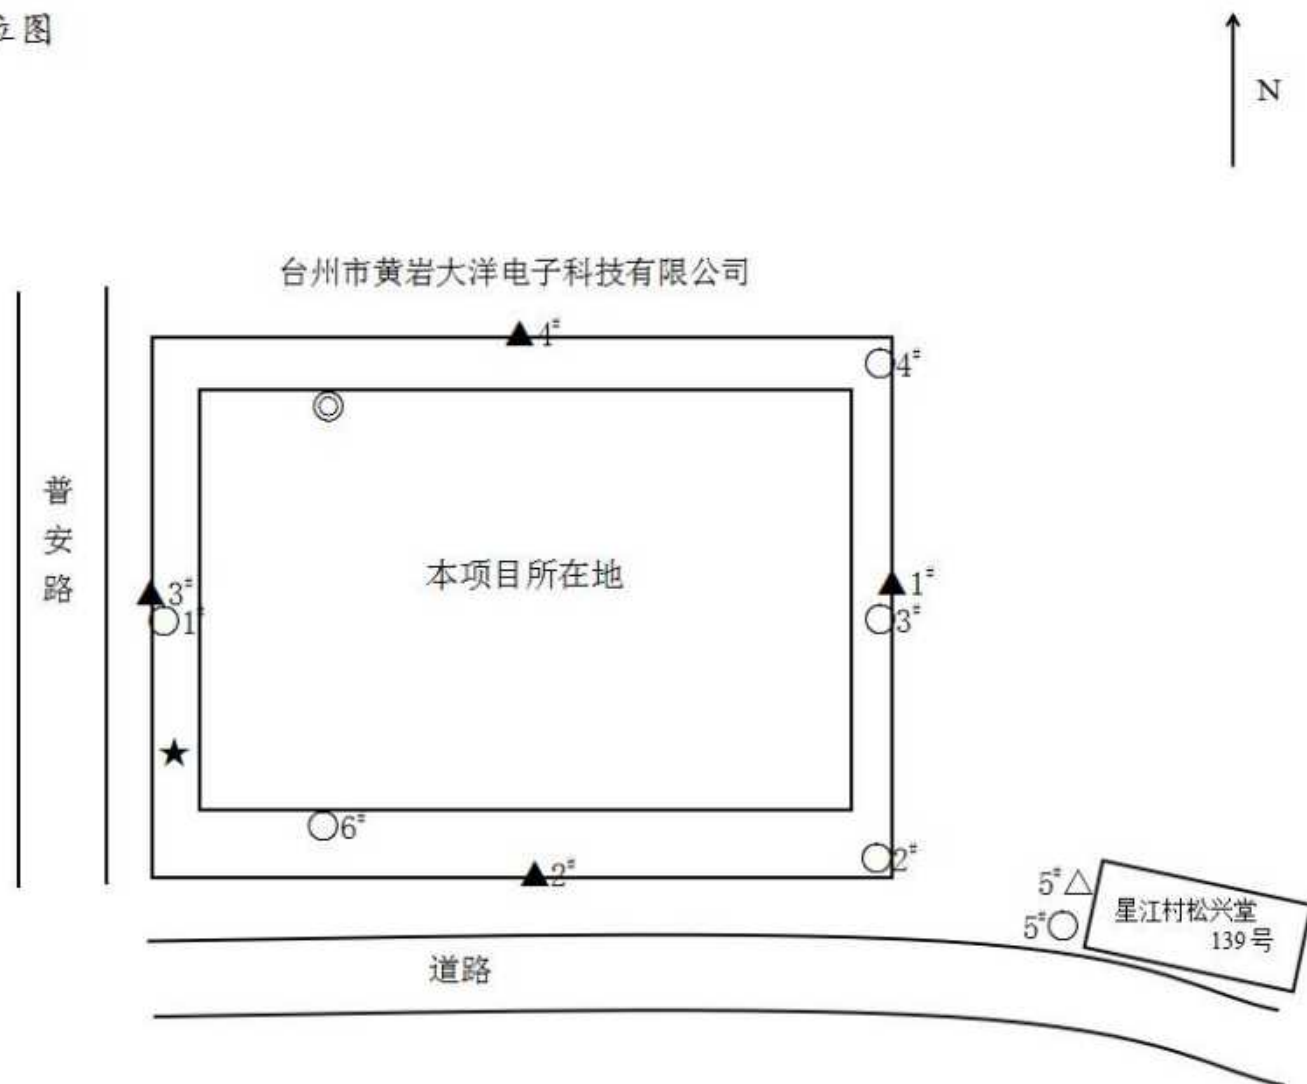 位图
N
台州市黄岩大洋电子科技有限公司
▲4#
○4#
◎
普安路
本项目所在地
▲3#
▲1#
○1#
○3#
★
○6#
○2#
▲2#
5#△
星江村松兴堂
5#○
139号
道路